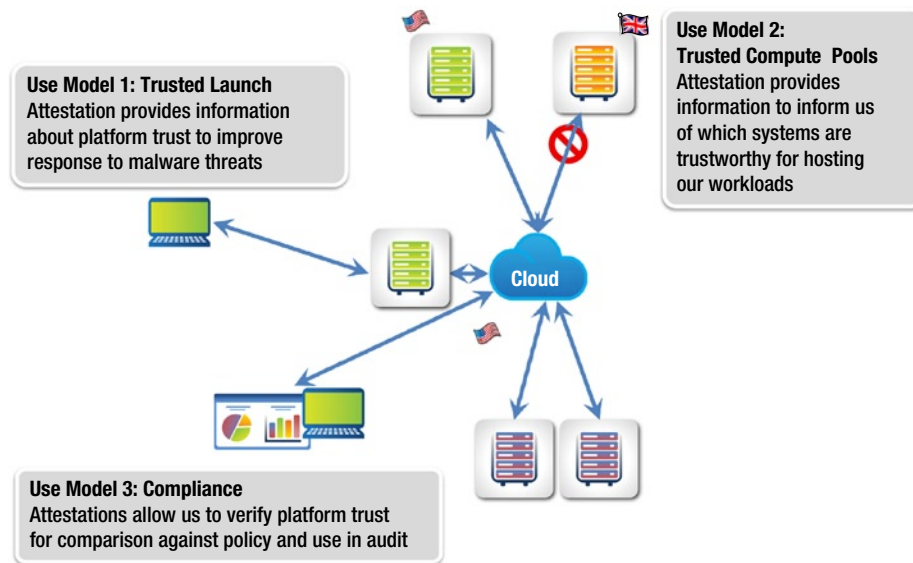 Use Model 1: Trusted Launch
Attestation provides information
about platform trust to improve
response to malware threats
Use Model 2:
Trusted Compute Pools
Attestation provides
information to inform us
of which systems are
trustworthy for hosting
our workloads
Cloud
Use Model 3: Compliance
Attestations allow us to verify platform trust
for comparison against policy and use in audit